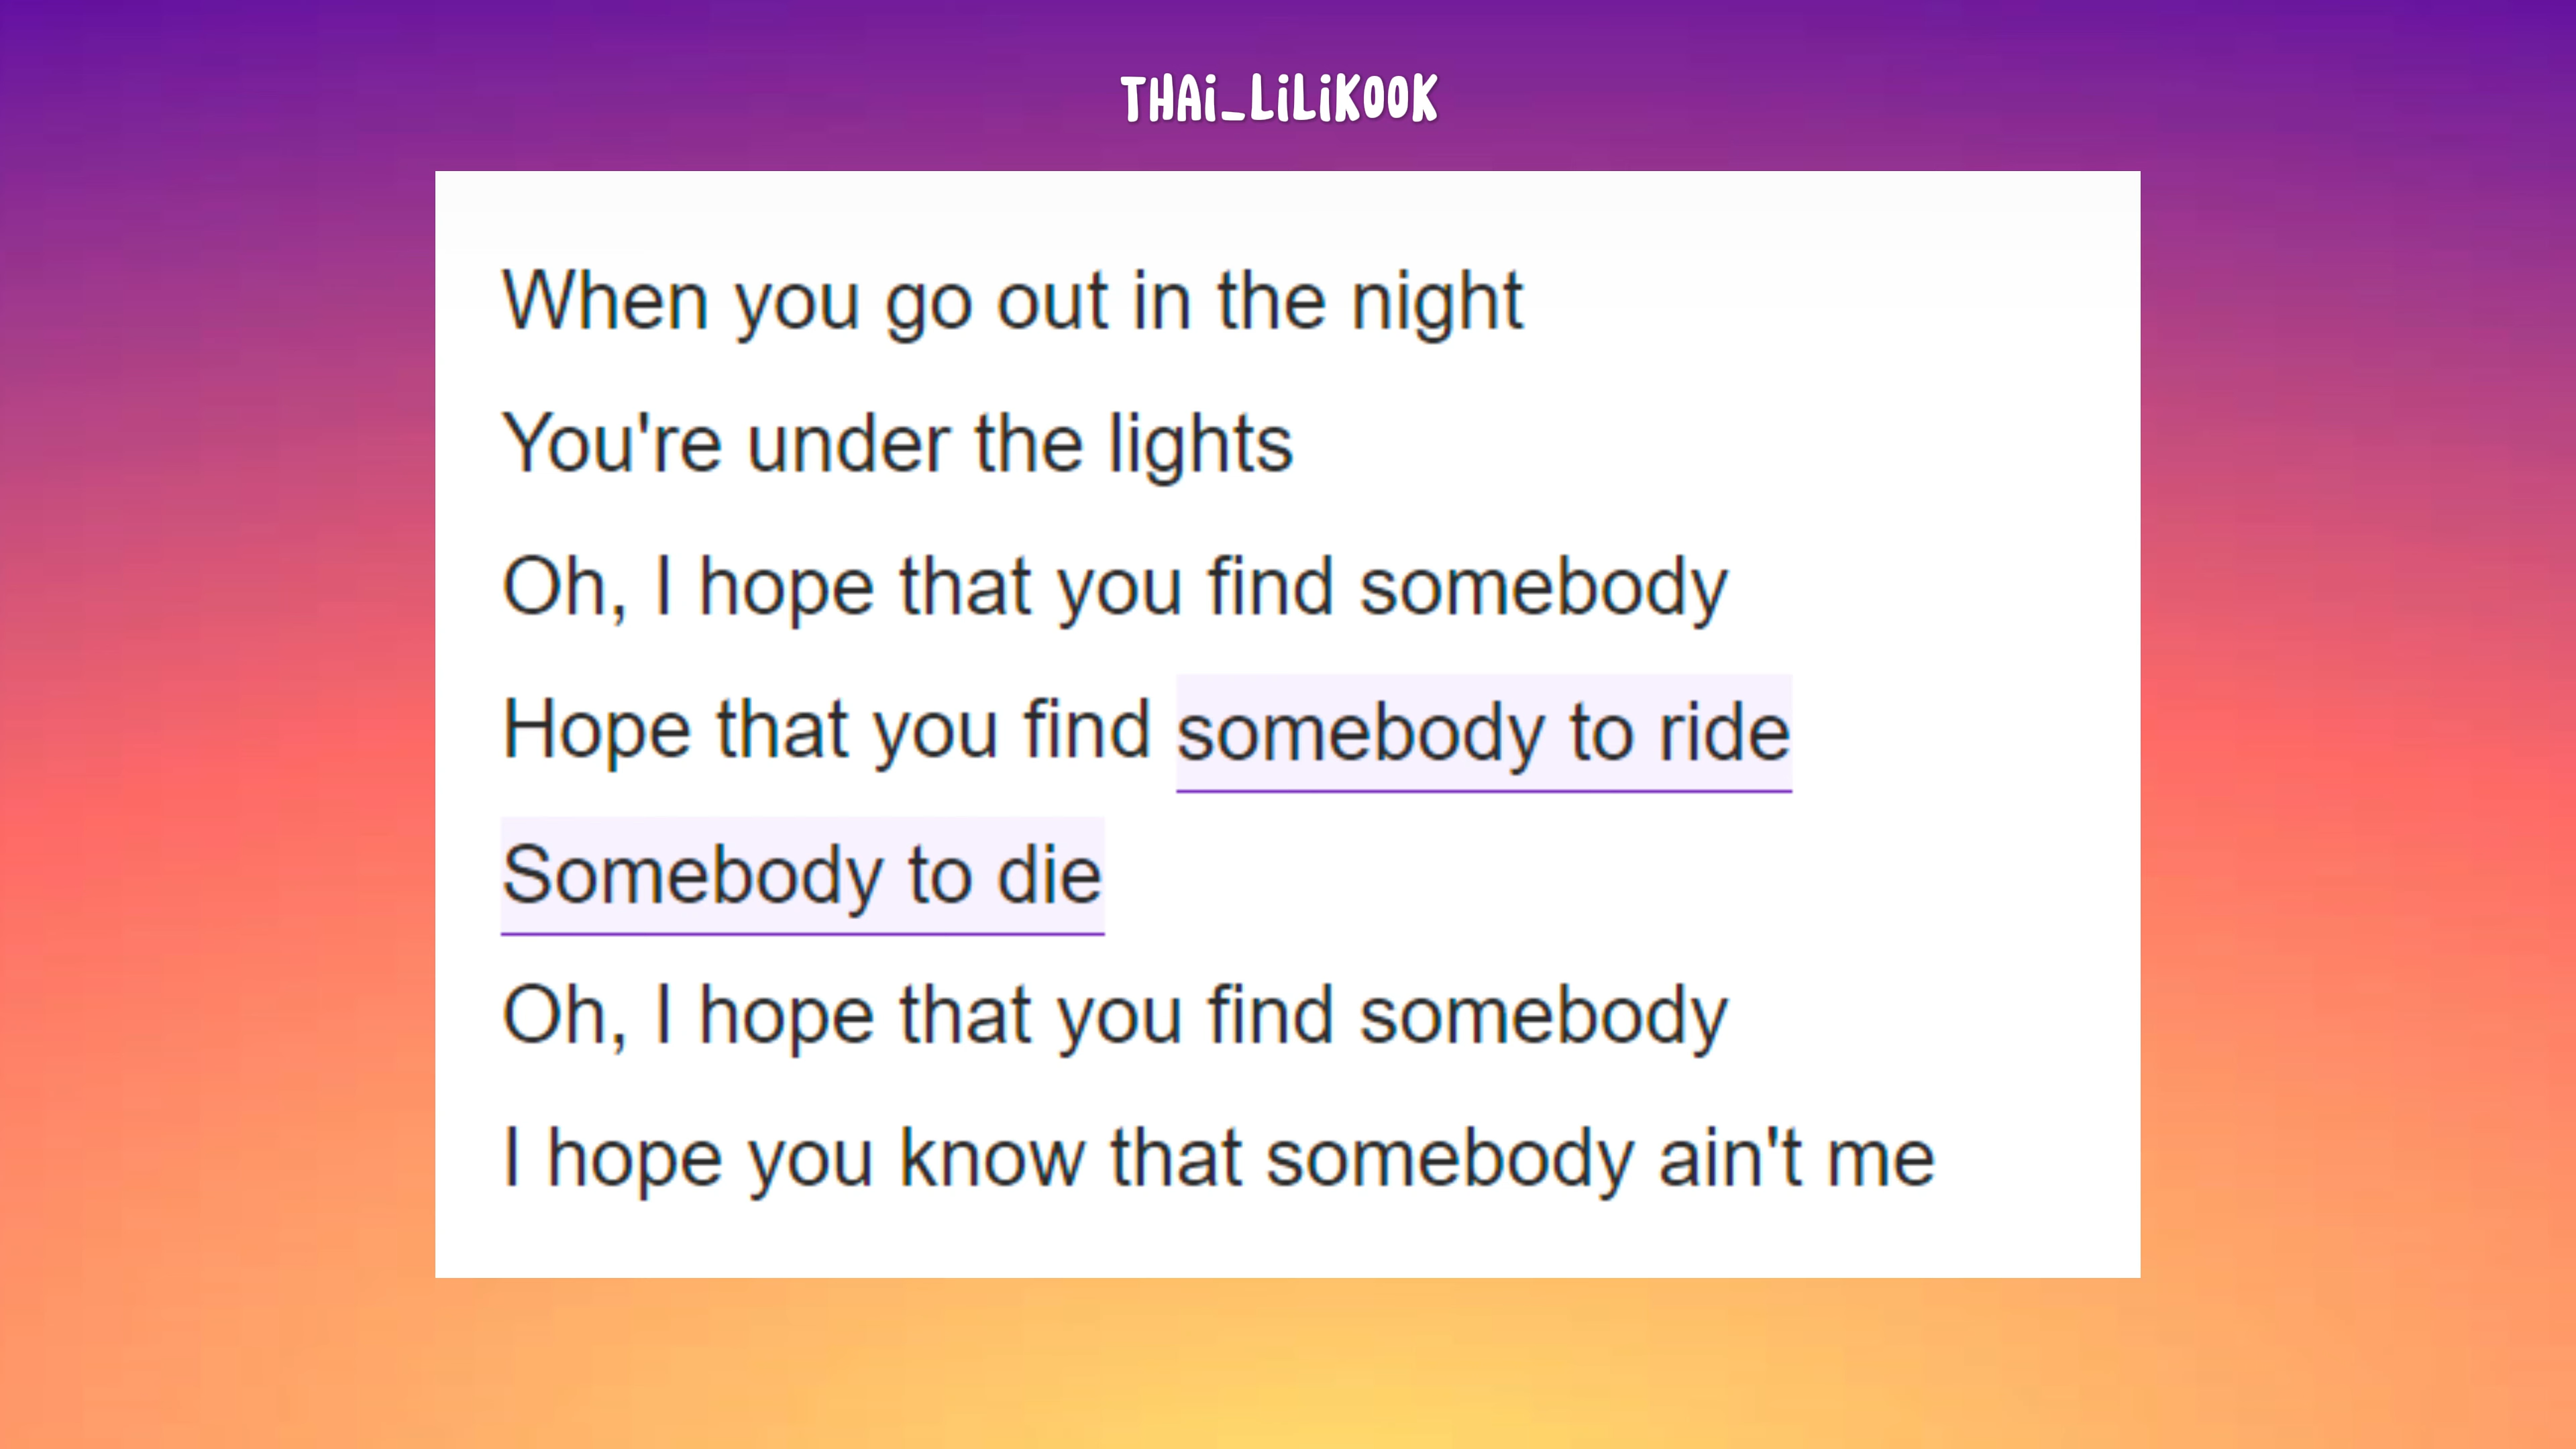 THAi_LiLiKOOK
When you go out in the night
You're under the lights
Oh, I hope that you find somebody
Hope that you find somebody to ride
Somebody to die
Oh, I hope that you find somebody
I hope you know that somebody ain't me